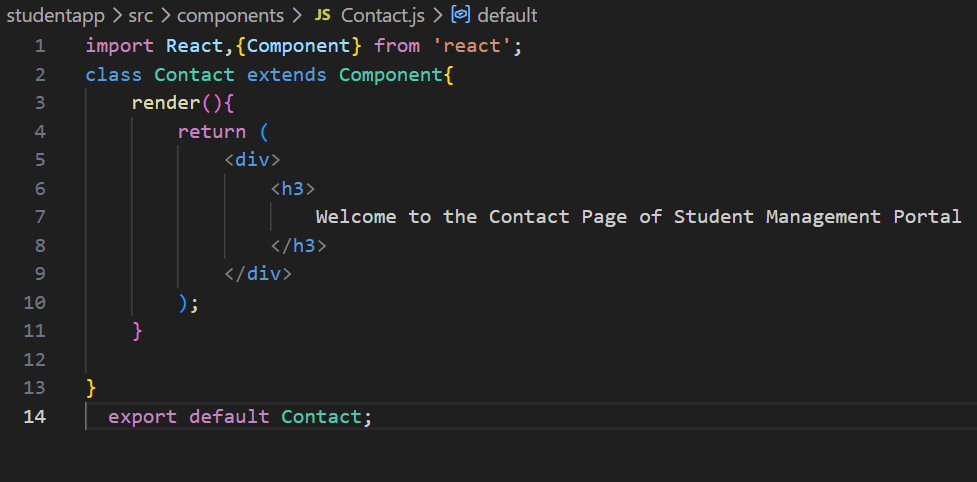 studentapp > src > components > JS Contact.js > default
1 import React,{Component} from 'react';
2 class Contact extends Component{
3     render(){
4         return (
5             <div>
6                 <h3>
7                     Welcome to the Contact Page of Student Management Portal
8                 </h3>
9             </div>
10         );
11     }
12
13 }
14   export default Contact;